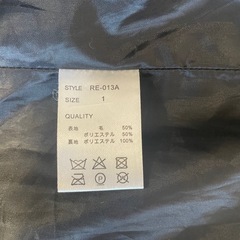 STYLE RE-013A
SIZE 1
QUALITY
表地 毛 50%
ポリエステル 50%
裏地 ポリエステル 100%